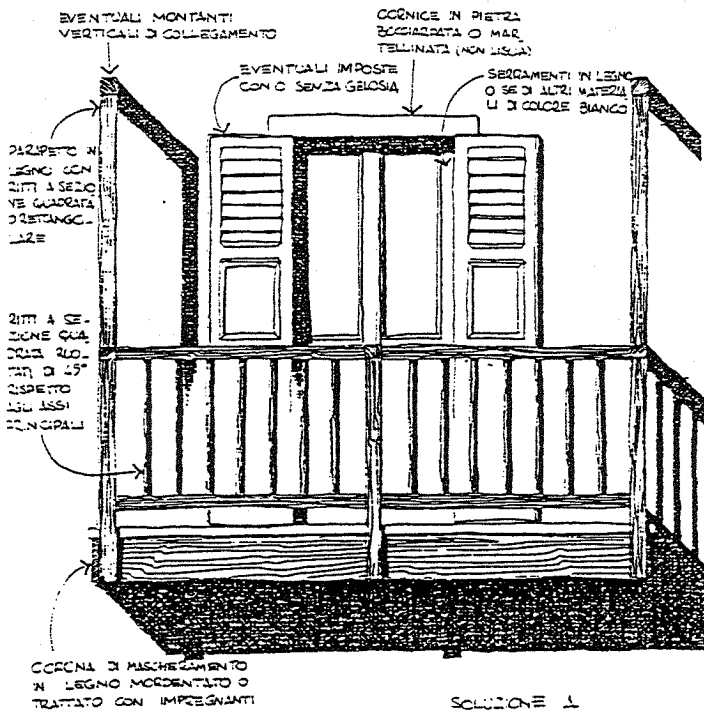 EVENTUALI MONTANTI
VERTICALI DI COLLEGAMENTO
CORNICE IN PIETRA
BOCCIARDATA O MAR
TELLINATA (NON LISCIA)
EVENTUALI IMPOSTE
CON O SENZA GELOSIA
SERRAMENTI IN LEGNO
O SE DI ALTRI MATERIA
LI DI COLORE BIANCO
PARAPETTO IN
LEGNO CON
RITTI A SEZIO
NE QUADRATA
O RETTANGO-
LARE
RITTI A SE-
ZIONE QUA
DRATA RUO-
TATI DI 45°
RISPETTO
AGLI ASSI
PRINCIPALI
CORONA DI MASCHERAMENTO
IN LEGNO MORDENTATO O
TRATTATO CON IMPREGNANTI
SOLUZIONE 1